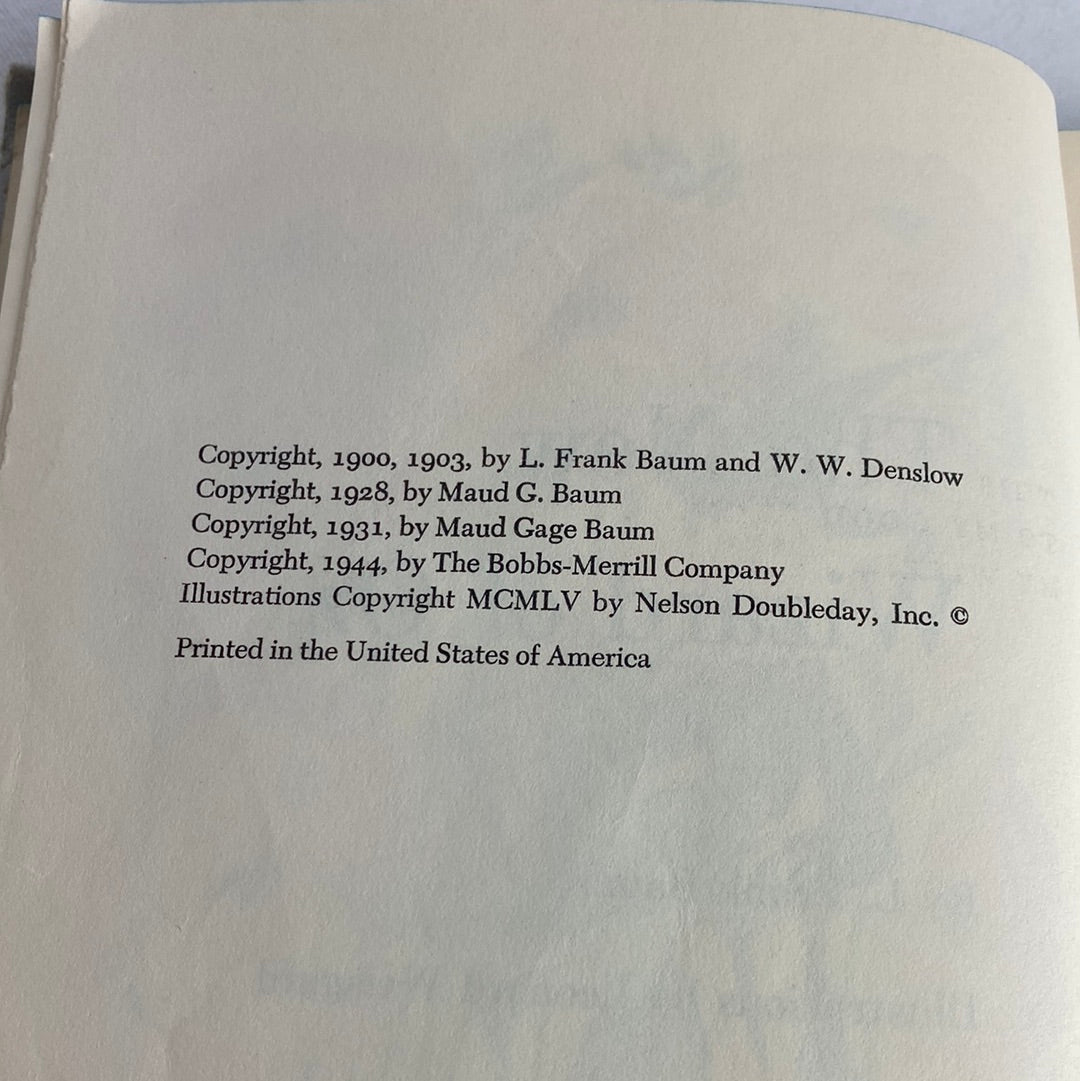 Copyright, 1900, 1903, by L. Frank Baum and W. W. Denslow
Copyright, 1928, by Maud G. Baum
Copyright, 1931, by Maud Gage Baum
Copyright, 1944, by The Bobbs-Merrill Company
Illustrations Copyright MCMLV by Nelson Doubleday, Inc. ©
Printed in the United States of America